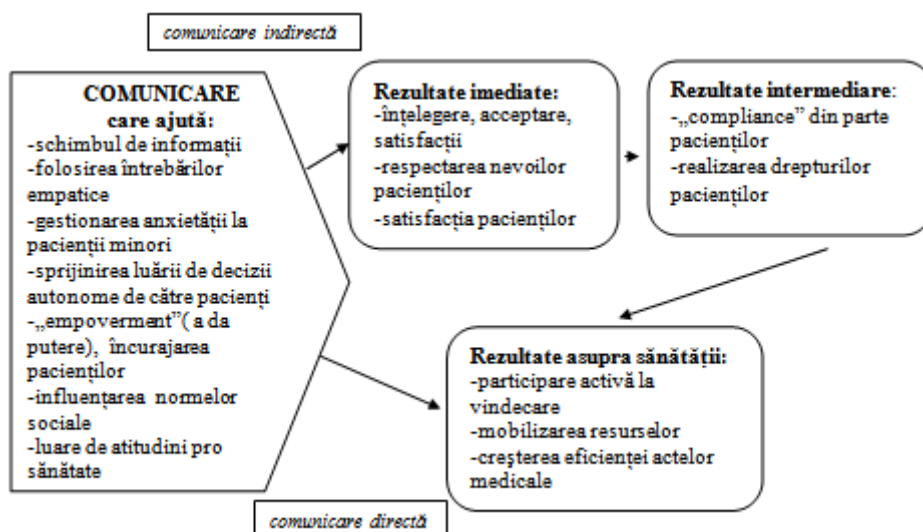 comunicare indirectă
COMUNICARE
care ajută:
-schimbul de informații
-folosirea întrebărilor
empatice
-gestionarea anxietății la
pacienții minori
-sprijinirea luării de decizii
autonome de către pacienți
-„empoverment”( a da
putere), încurajarea
pacienților
-influențarea normelor
sociale
-luare de atitudini pro
sănătate
Rezultate imediate:
-înțelegere, acceptare,
satisfacții
-respectarea nevoilor
pacienților
-satisfacția pacienților
Rezultate intermediare:
-„compliance” din parte
pacienților
-realizarea drepturilor
pacienților
Rezultate asupra sănătății:
-participare activă la
vindecare
-mobilizarea resurselor
-creşterea eficienței actelor
medicale
comunicare directă